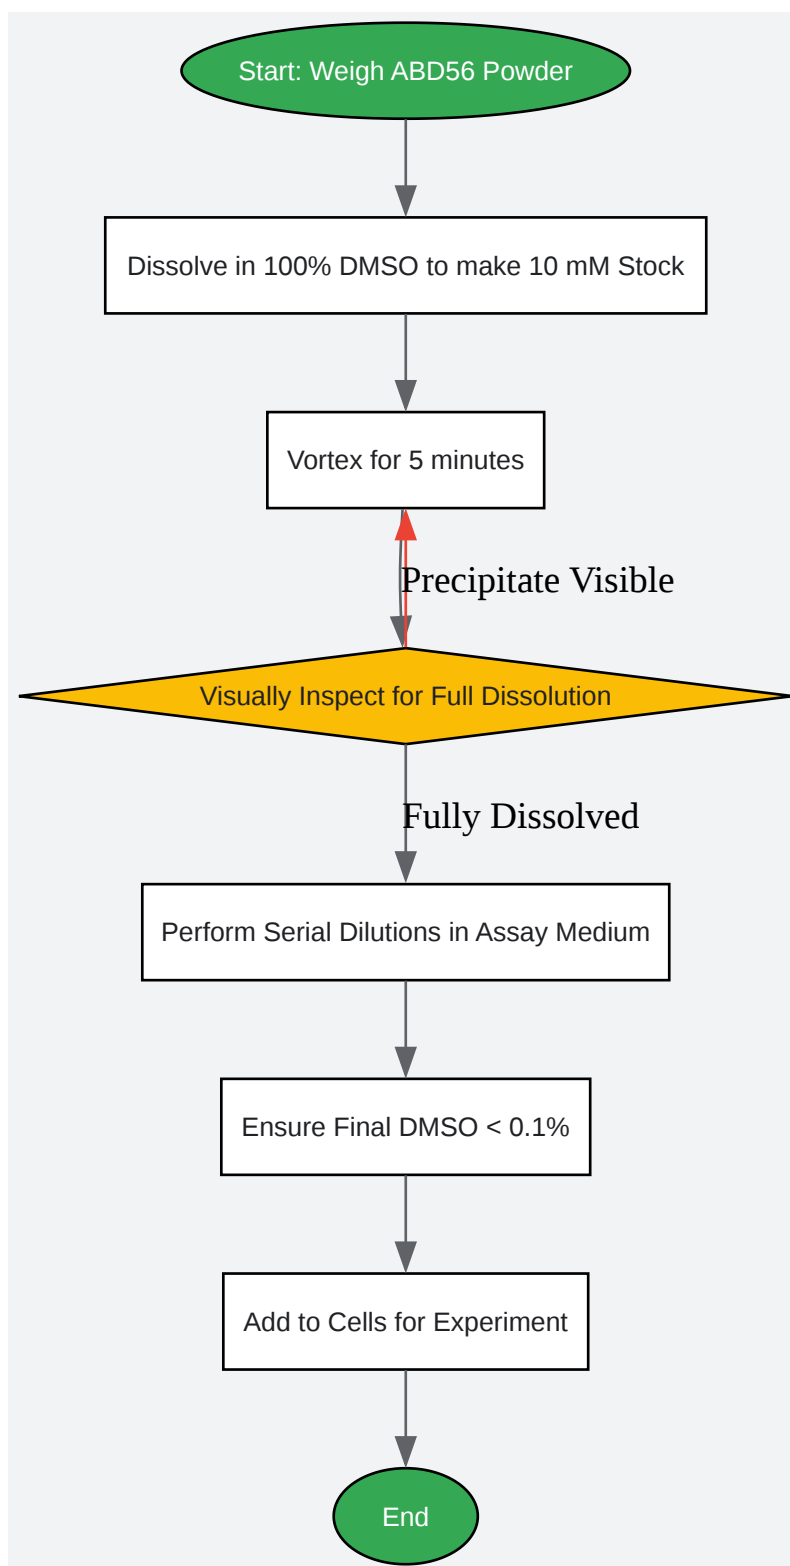 Start: Weigh ABD56 Powder
Dissolve in 100% DMSO to make 10 mM Stock
Vortex for 5 minutes
Precipitate Visible
Visually Inspect for Full Dissolution
Fully Dissolved
Perform Serial Dilutions in Assay Medium
Ensure Final DMSO < 0.1%
Add to Cells for Experiment
End